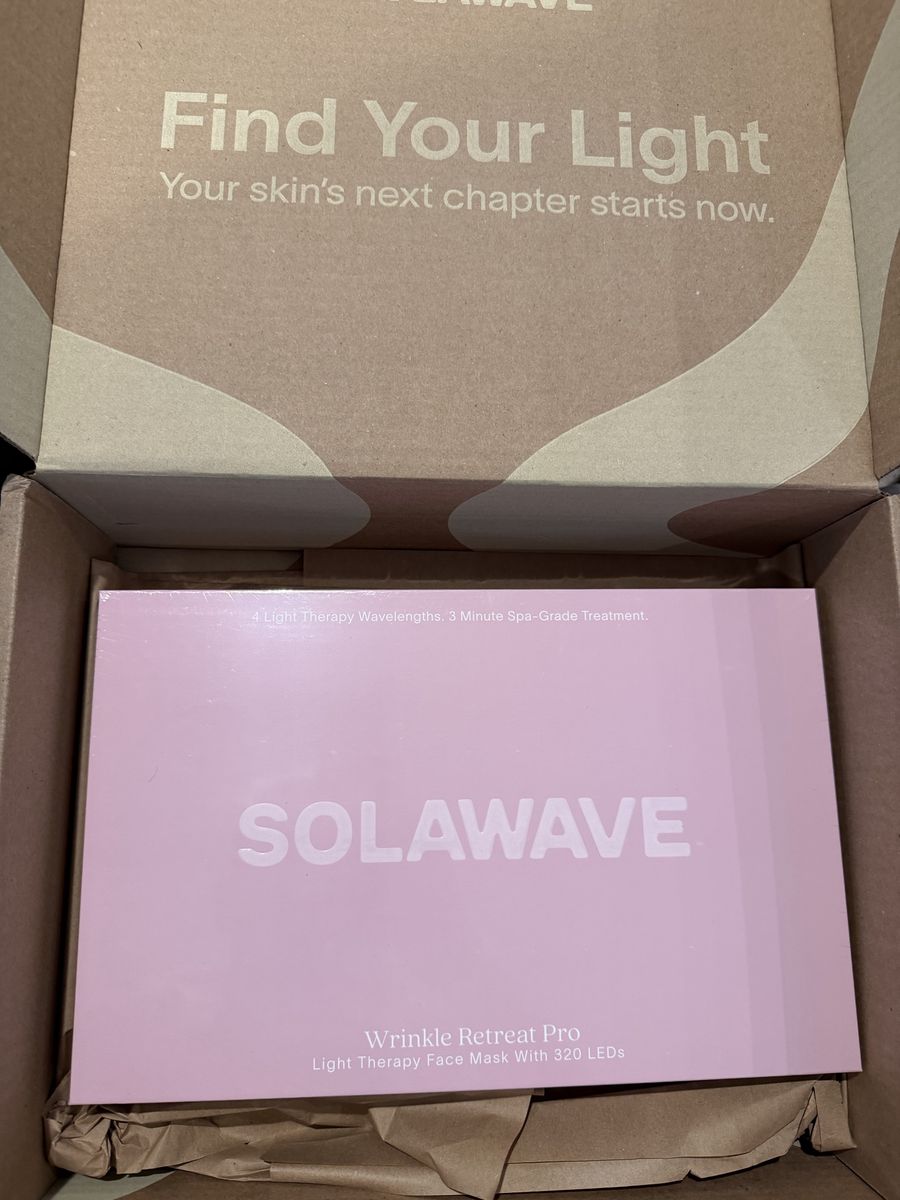 Find Your Light
Your skin's next chapter starts now.
4 Light Therapy Wavelengths. 3 Minute Spa-Grade Treatment.
SOLAWAVE
Wrinkle Retreat Pro
Light Therapy Face Mask With 320 LEDs